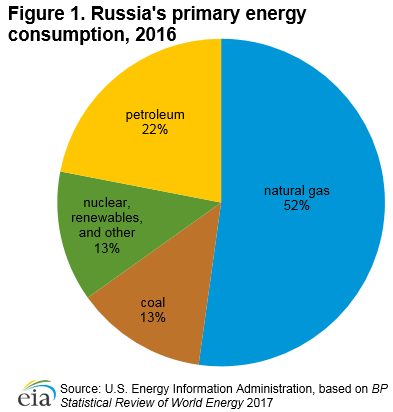 Figure 1. Russia's primary energy
consumption, 2016
petroleum
22%
natural gas
52%
nuclear,
renewables,
and other
13%
coal
13%
eia
Source: U.S. Energy Information Administration, based on BP
Statistical Review of World Energy 2017